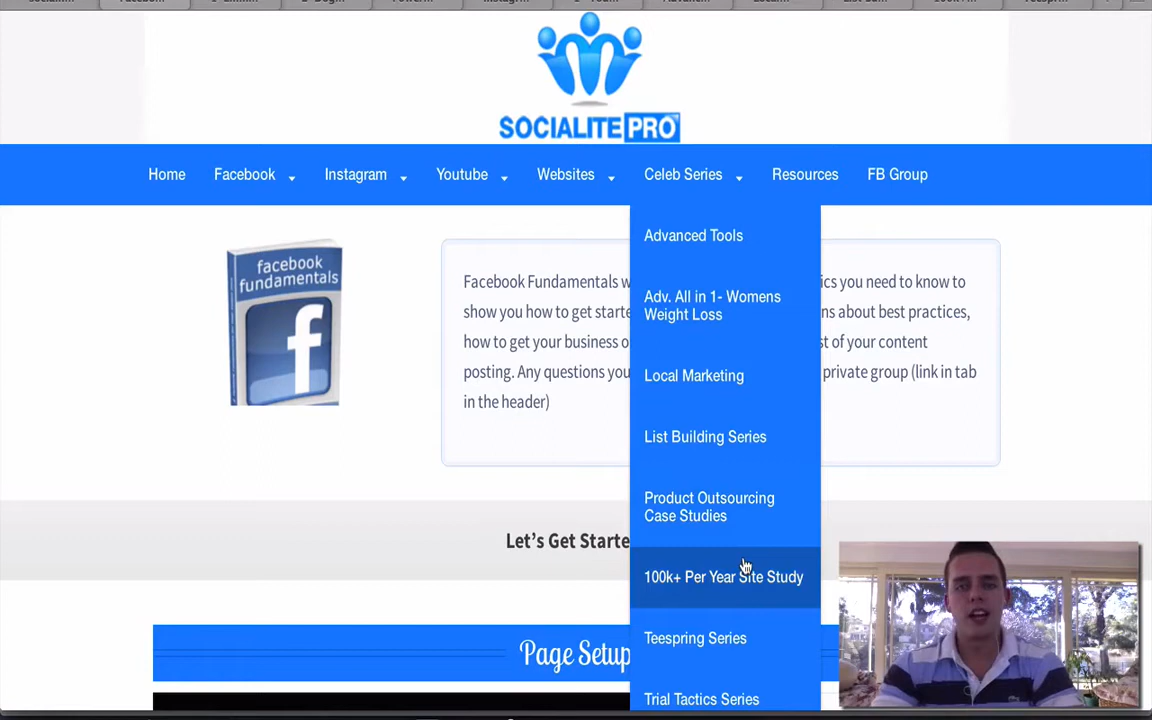 SOCIALITE PRO
Home Facebook Instagram Youtube Websites Celeb Series Resources FB Group
Advanced Tools
Adv. All in 1- Womens
Weight Loss
Local Marketing
List Building Series
Product Outsourcing
Case Studies
100k+ Per Year Site Study
Teespring Series
Trial Tactics Series
facebook
fundamentals
f
Facebook Fundamentals w ics you need to know to
show you how to get starte ns about best practices,
how to get your business o st of your content
posting. Any questions you private group (link in tab
in the header)
Let's Get Starte
Page Setup